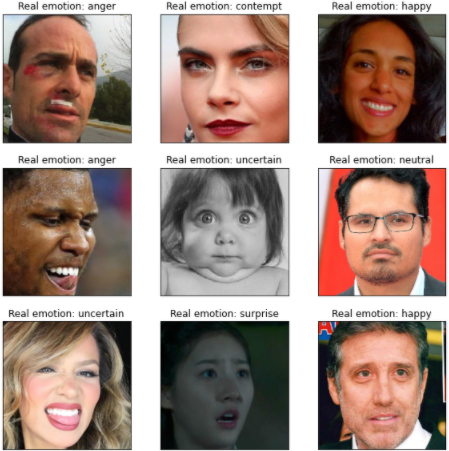 Real emotion: anger
Real emotion: contempt
Real emotion: happy
Real emotion: anger
Real emotion: uncertain
Real emotion: neutral
Real emotion: uncertain
Real emotion: surprise
Real emotion: happy